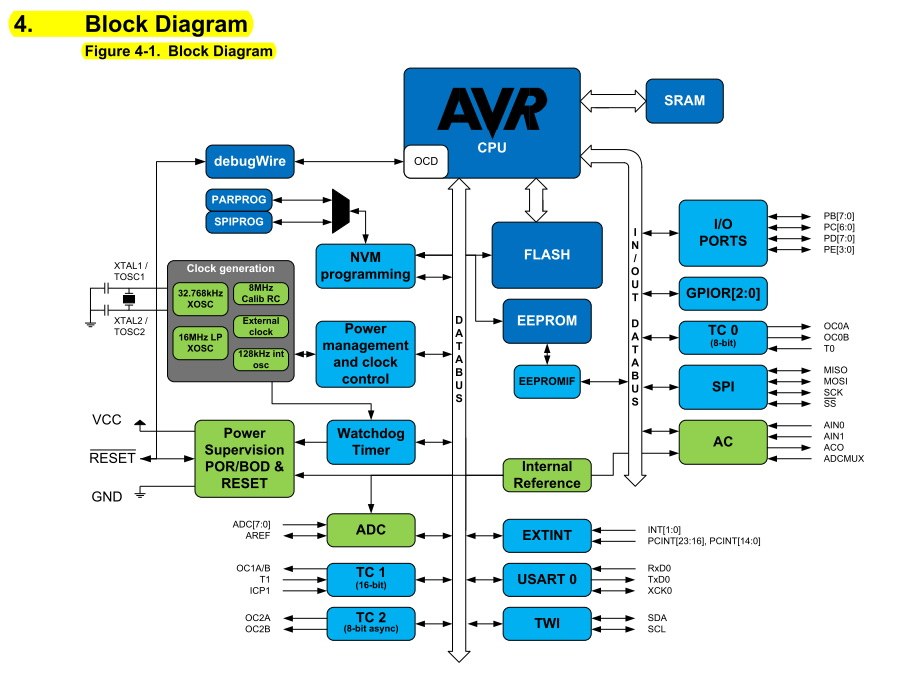 4. Block Diagram
Figure 4-1. Block Diagram
AVR
CPU
OCD
SRAM
debugWire
PARPROG
SPIPROG
NVM
programming
FLASH
I/O
PORTS
PB[7:0]
PC[6:0]
PD[7:0]
PE[3:0]
XTAL1 /
TOSC1
XTAL2 /
TOSC2
Clock generation
32.768kHz
XOSC
8MHz
Calib RC
External
clock
16MHz LP
XOSC
128kHz int
osc
Power
management
and clock
control
DATABUS
IN/OUT DATABUS
EEPROM
EEPROMIF
GPIOR[2:0]
TC 0
(8-bit)
OC0A
OC0B
T0
SPI
MISO
MOSI
SCK
SS
AC
AIN0
AIN1
ACO
ADCMUX
VCC
RESET
GND
Power
Supervision
POR/BOD &
RESET
Watchdog
Timer
Internal
Reference
ADC[7:0]
AREF
ADC
EXTINT
INT[1:0]
PCINT[23:16], PCINT[14:0]
OC1A/B
T1
ICP1
TC 1
(16-bit)
USART 0
RxD0
TxD0
XCK0
OC2A
OC2B
TC 2
(8-bit async)
TWI
SDA
SCL